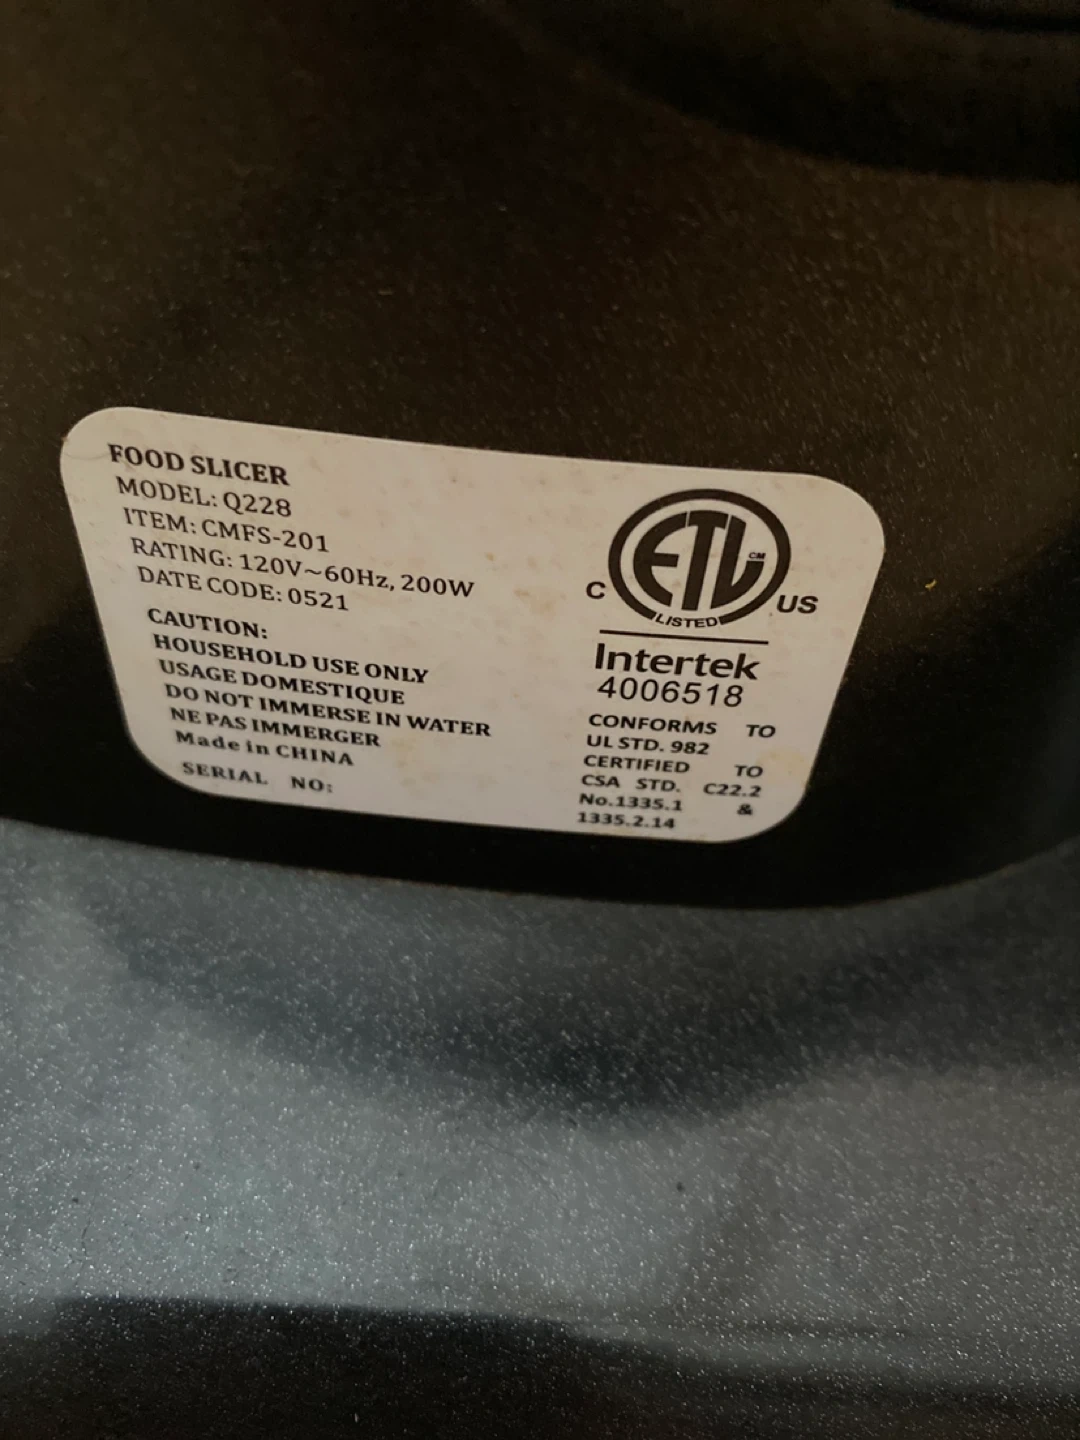 FOOD SLICER
MODEL: Q228
ITEM: CMFS-201
RATING: 120V~60Hz, 200W
DATE CODE: 0521
CAUTION:
HOUSEHOLD USE ONLY
USAGE DOMESTIQUE
DO NOT IMMERSE IN WATER
NE PAS IMMERGER
Made in CHINA
SERIAL NO:
ETL CM
C US
LISTED
Intertek
4006518
CONFORMS TO
UL STD. 982
CERTIFIED TO
CSA STD. C22.2
No.1335.1 &
1335.2.14